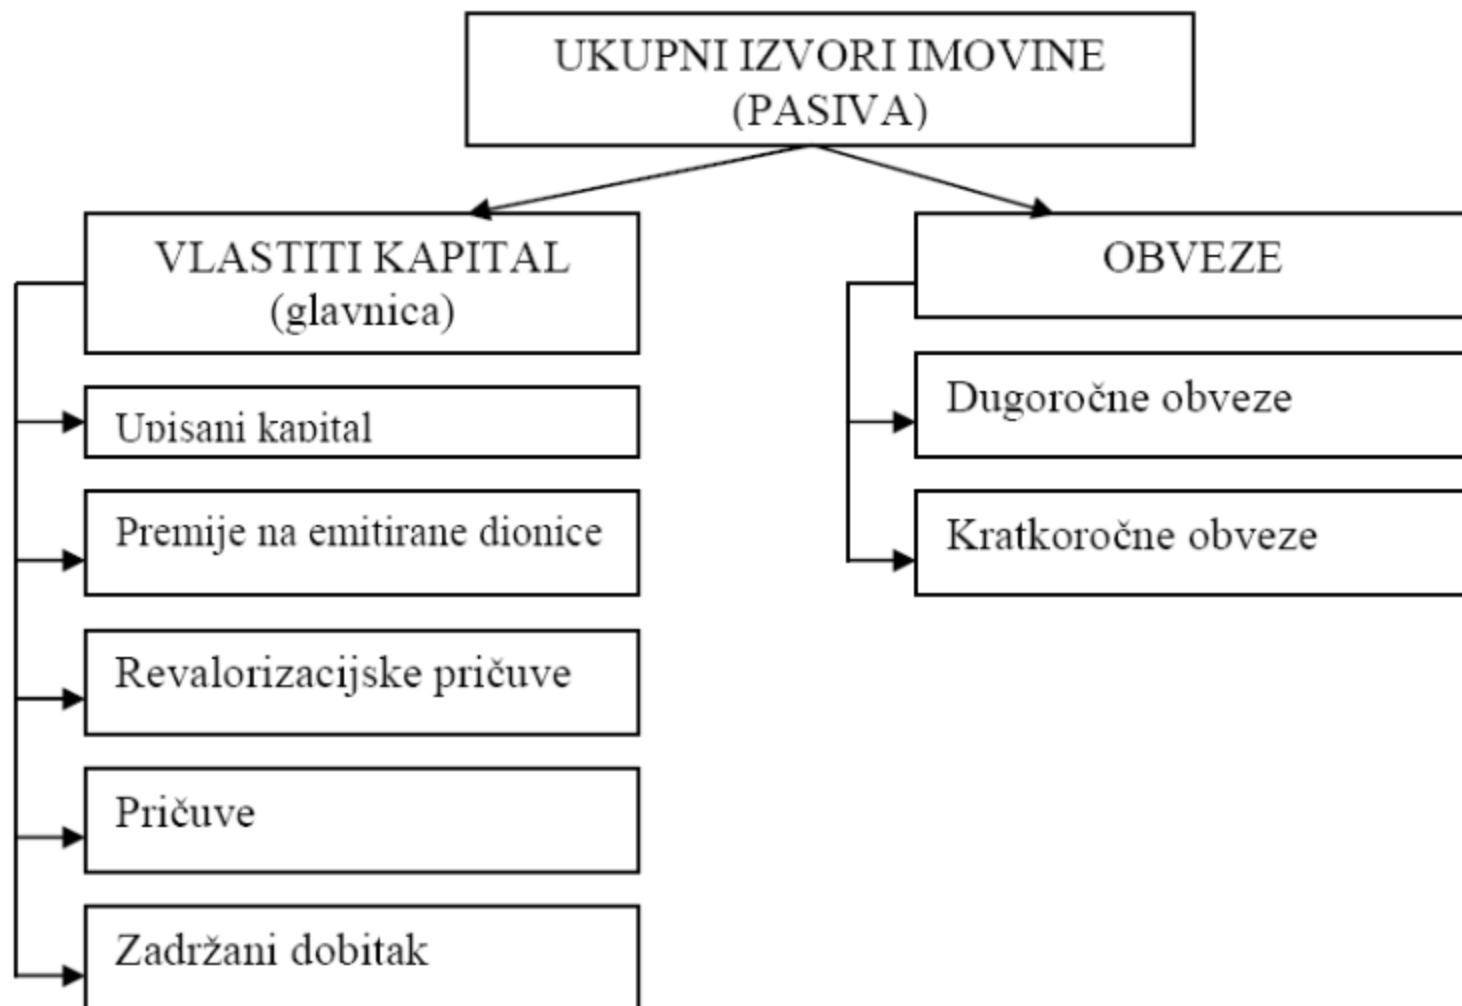 UKUPNI IZVORI IMOVINE
(PASIVA)
VLASTITI KAPITAL
(glavnica)
Upisani kapital
Premije na emitirane dionice
Revalorizacijske pričuve
Pričuve
Zadržani dobitak
OBVEZE
Dugoročne obveze
Kratkoročne obveze